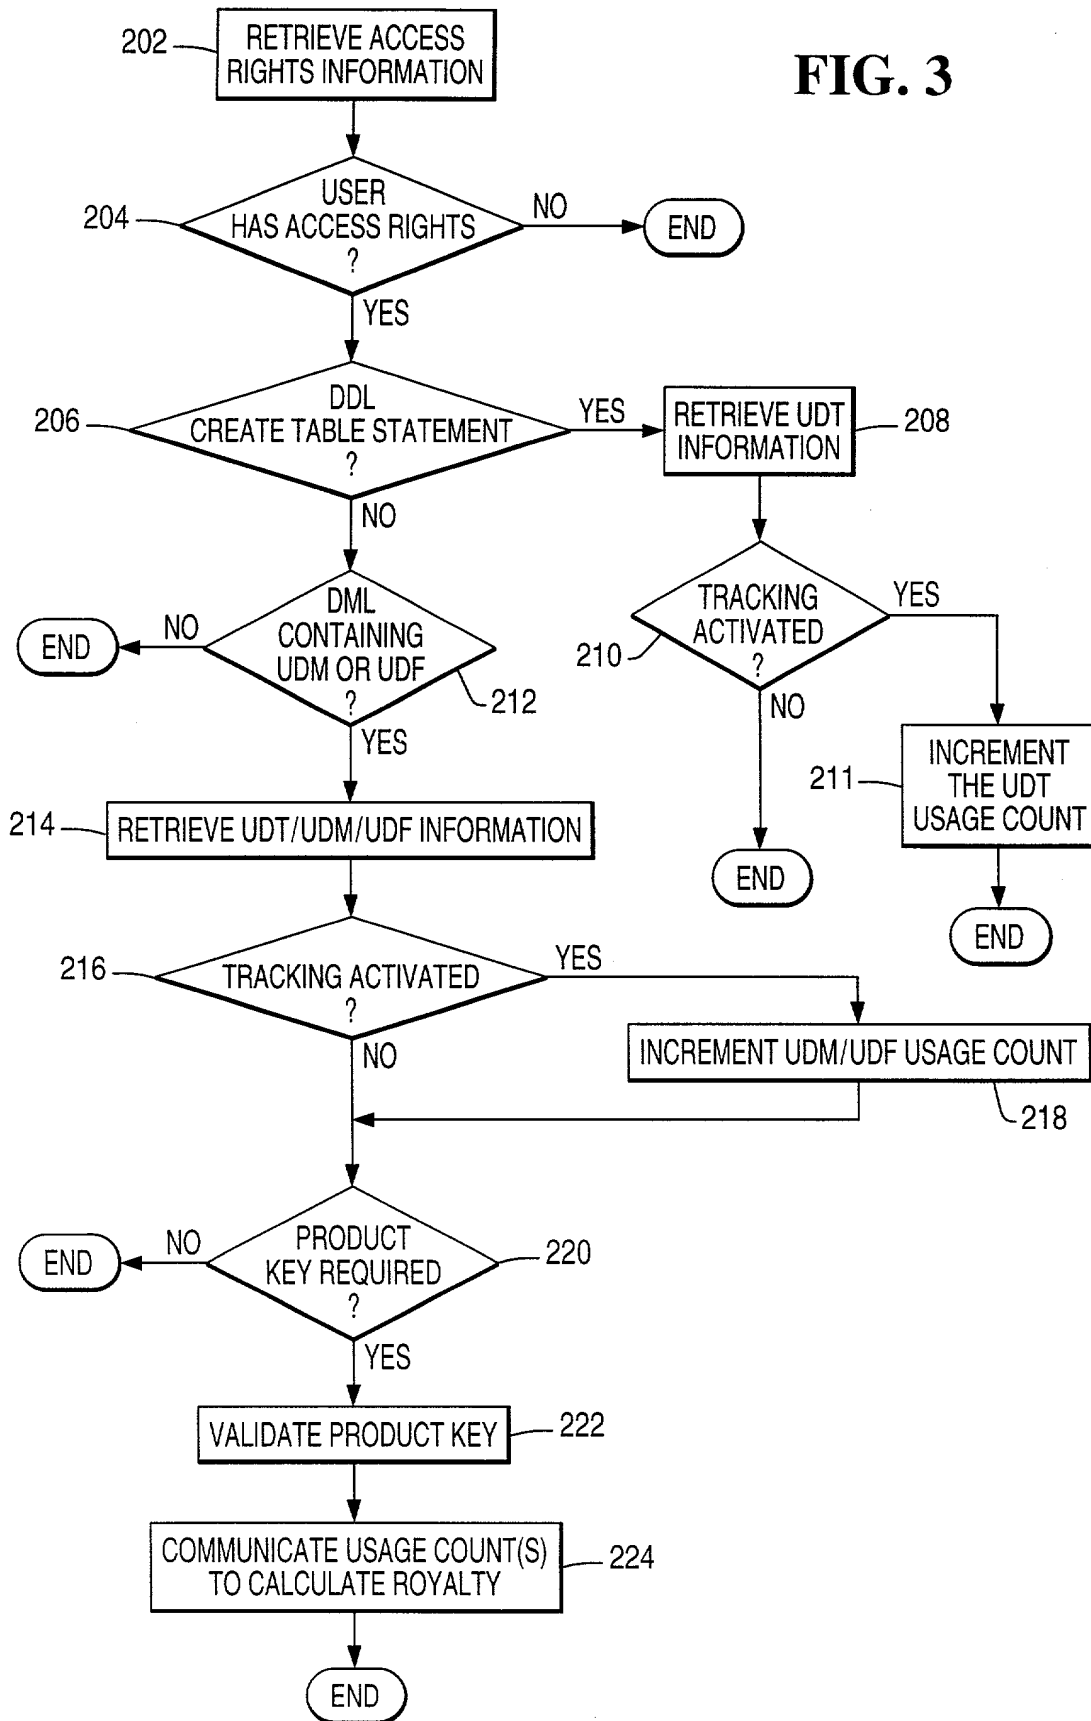 FIG. 3
202
RETRIEVE ACCESS
RIGHTS INFORMATION
204
USER
HAS ACCESS RIGHTS
?
NO
END
YES
206
DDL
CREATE TABLE STATEMENT
?
YES
RETRIEVE UDT
INFORMATION
208
NO
210
TRACKING
ACTIVATED
?
YES
NO
211
INCREMENT
THE UDT
USAGE COUNT
END
END
DML
CONTAINING
UDM OR UDF
?
212
NO
END
YES
214
RETRIEVE UDT/UDM/UDF INFORMATION
216
TRACKING ACTIVATED
?
YES
NO
INCREMENT UDM/UDF USAGE COUNT
218
PRODUCT
KEY REQUIRED
?
220
NO
END
YES
VALIDATE PRODUCT KEY
222
COMMUNICATE USAGE COUNT(S)
TO CALCULATE ROYALTY
224
END